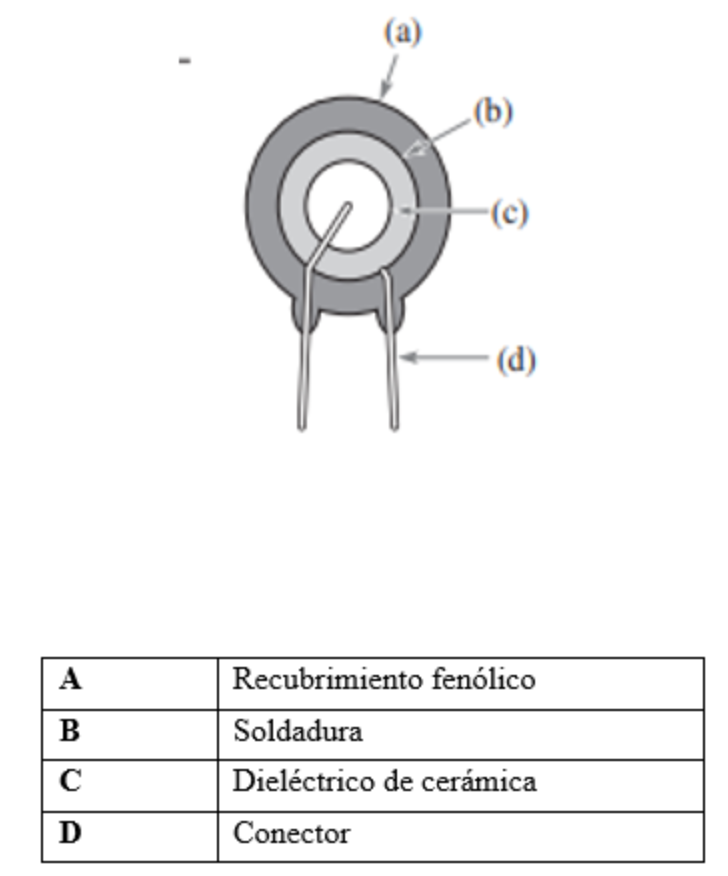 (a)
(b)
(c)
(d)
A Recubrimiento fenólico
B Soldadura
C Dieléctrico de cerámica
D Conector